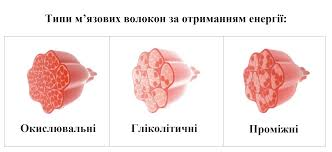 Типи м’язових волокон за отриманням енергії:
Окислювальні
Гліколітичні
Проміжні